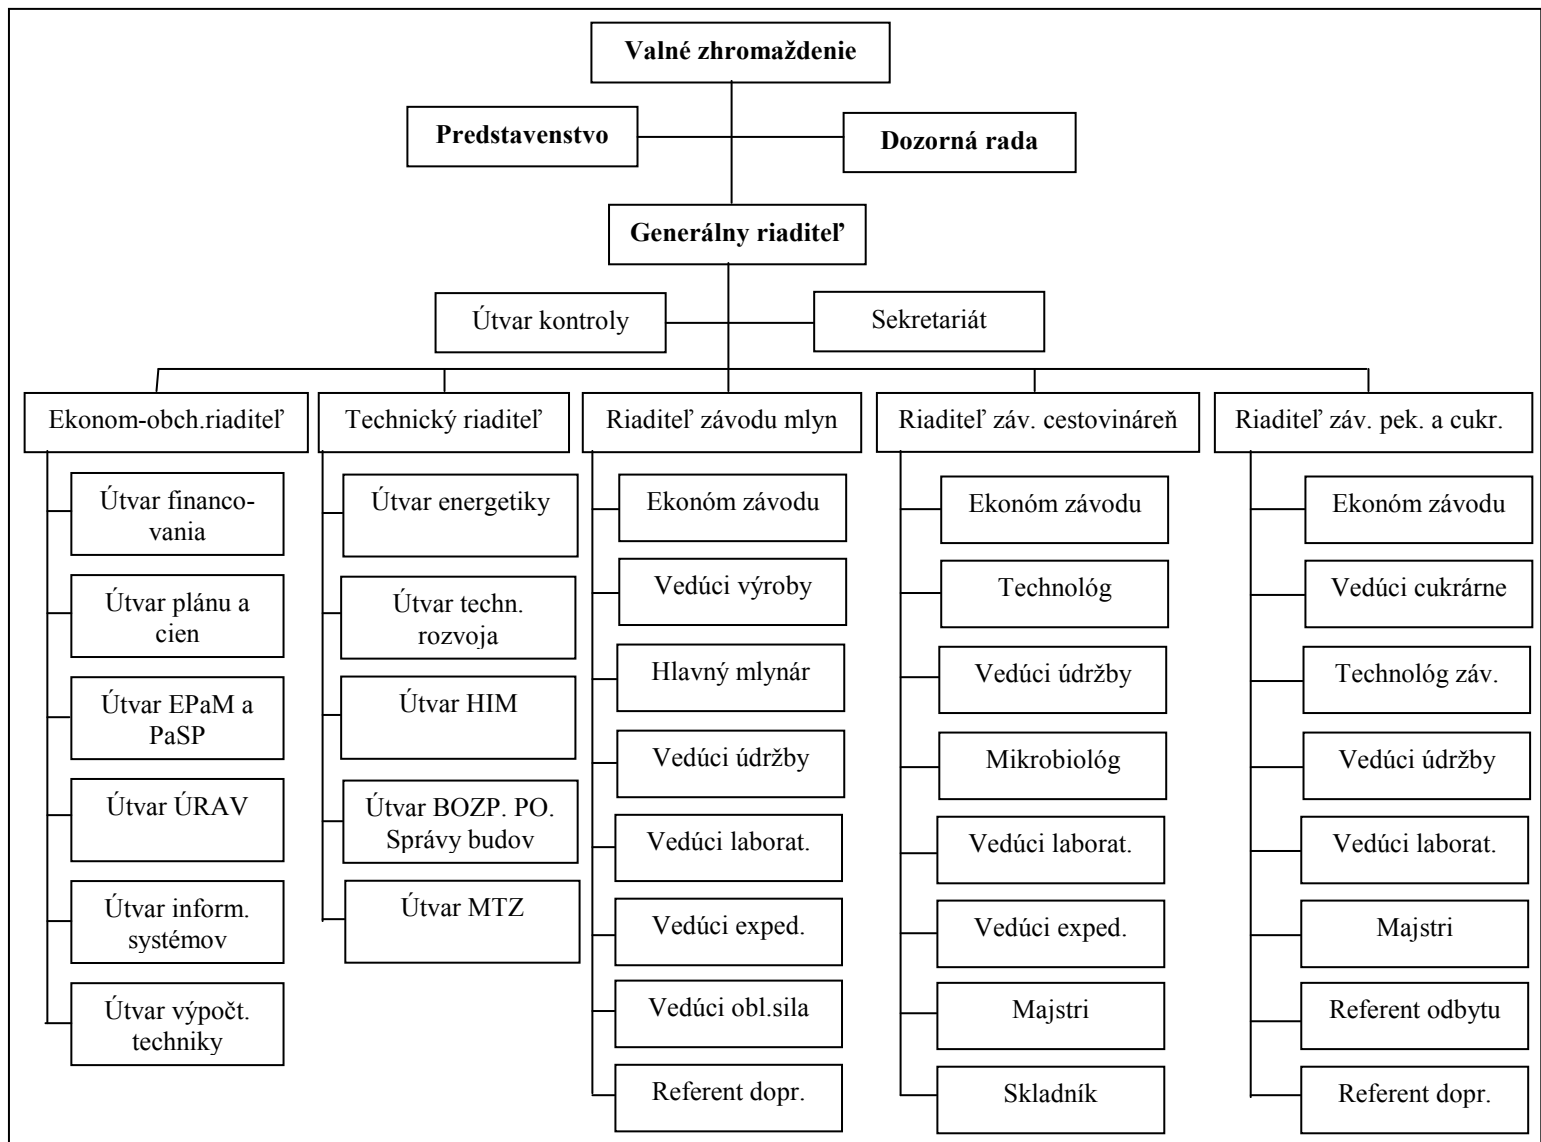 Valné zhromaždenie
Predstavenstvo
Dozorná rada
Generálny riaditeľ
Útvar kontroly
Sekretariát
Ekonom-obch.riaditeľ
Technický riaditeľ
Riaditeľ závodu mlyn
Riaditeľ záv. cestovináreň
Riaditeľ záv. pek. a cukr.
Útvar financo-
vania
Útvar plánu a
cien
Útvar EPaM a
PaSP
Útvar ÚRAV
Útvar inform.
systémov
Útvar výpočt.
techniky
Útvar energetiky
Útvar techn.
rozvoja
Útvar HIM
Útvar BOZP. PO.
Správy budov
Útvar MTZ
Ekonóm závodu
Vedúci výroby
Hlavný mlynár
Vedúci údržby
Vedúci laborat.
Vedúci exped.
Vedúci obl.sila
Referent dopr.
Ekonóm závodu
Technológ
Vedúci údržby
Mikrobiológ
Vedúci laborat.
Vedúci exped.
Majstri
Skladník
Ekonóm závodu
Vedúci cukrárne
Technológ záv.
Vedúci údržby
Vedúci laborat.
Majstri
Referent odbytu
Referent dopr.